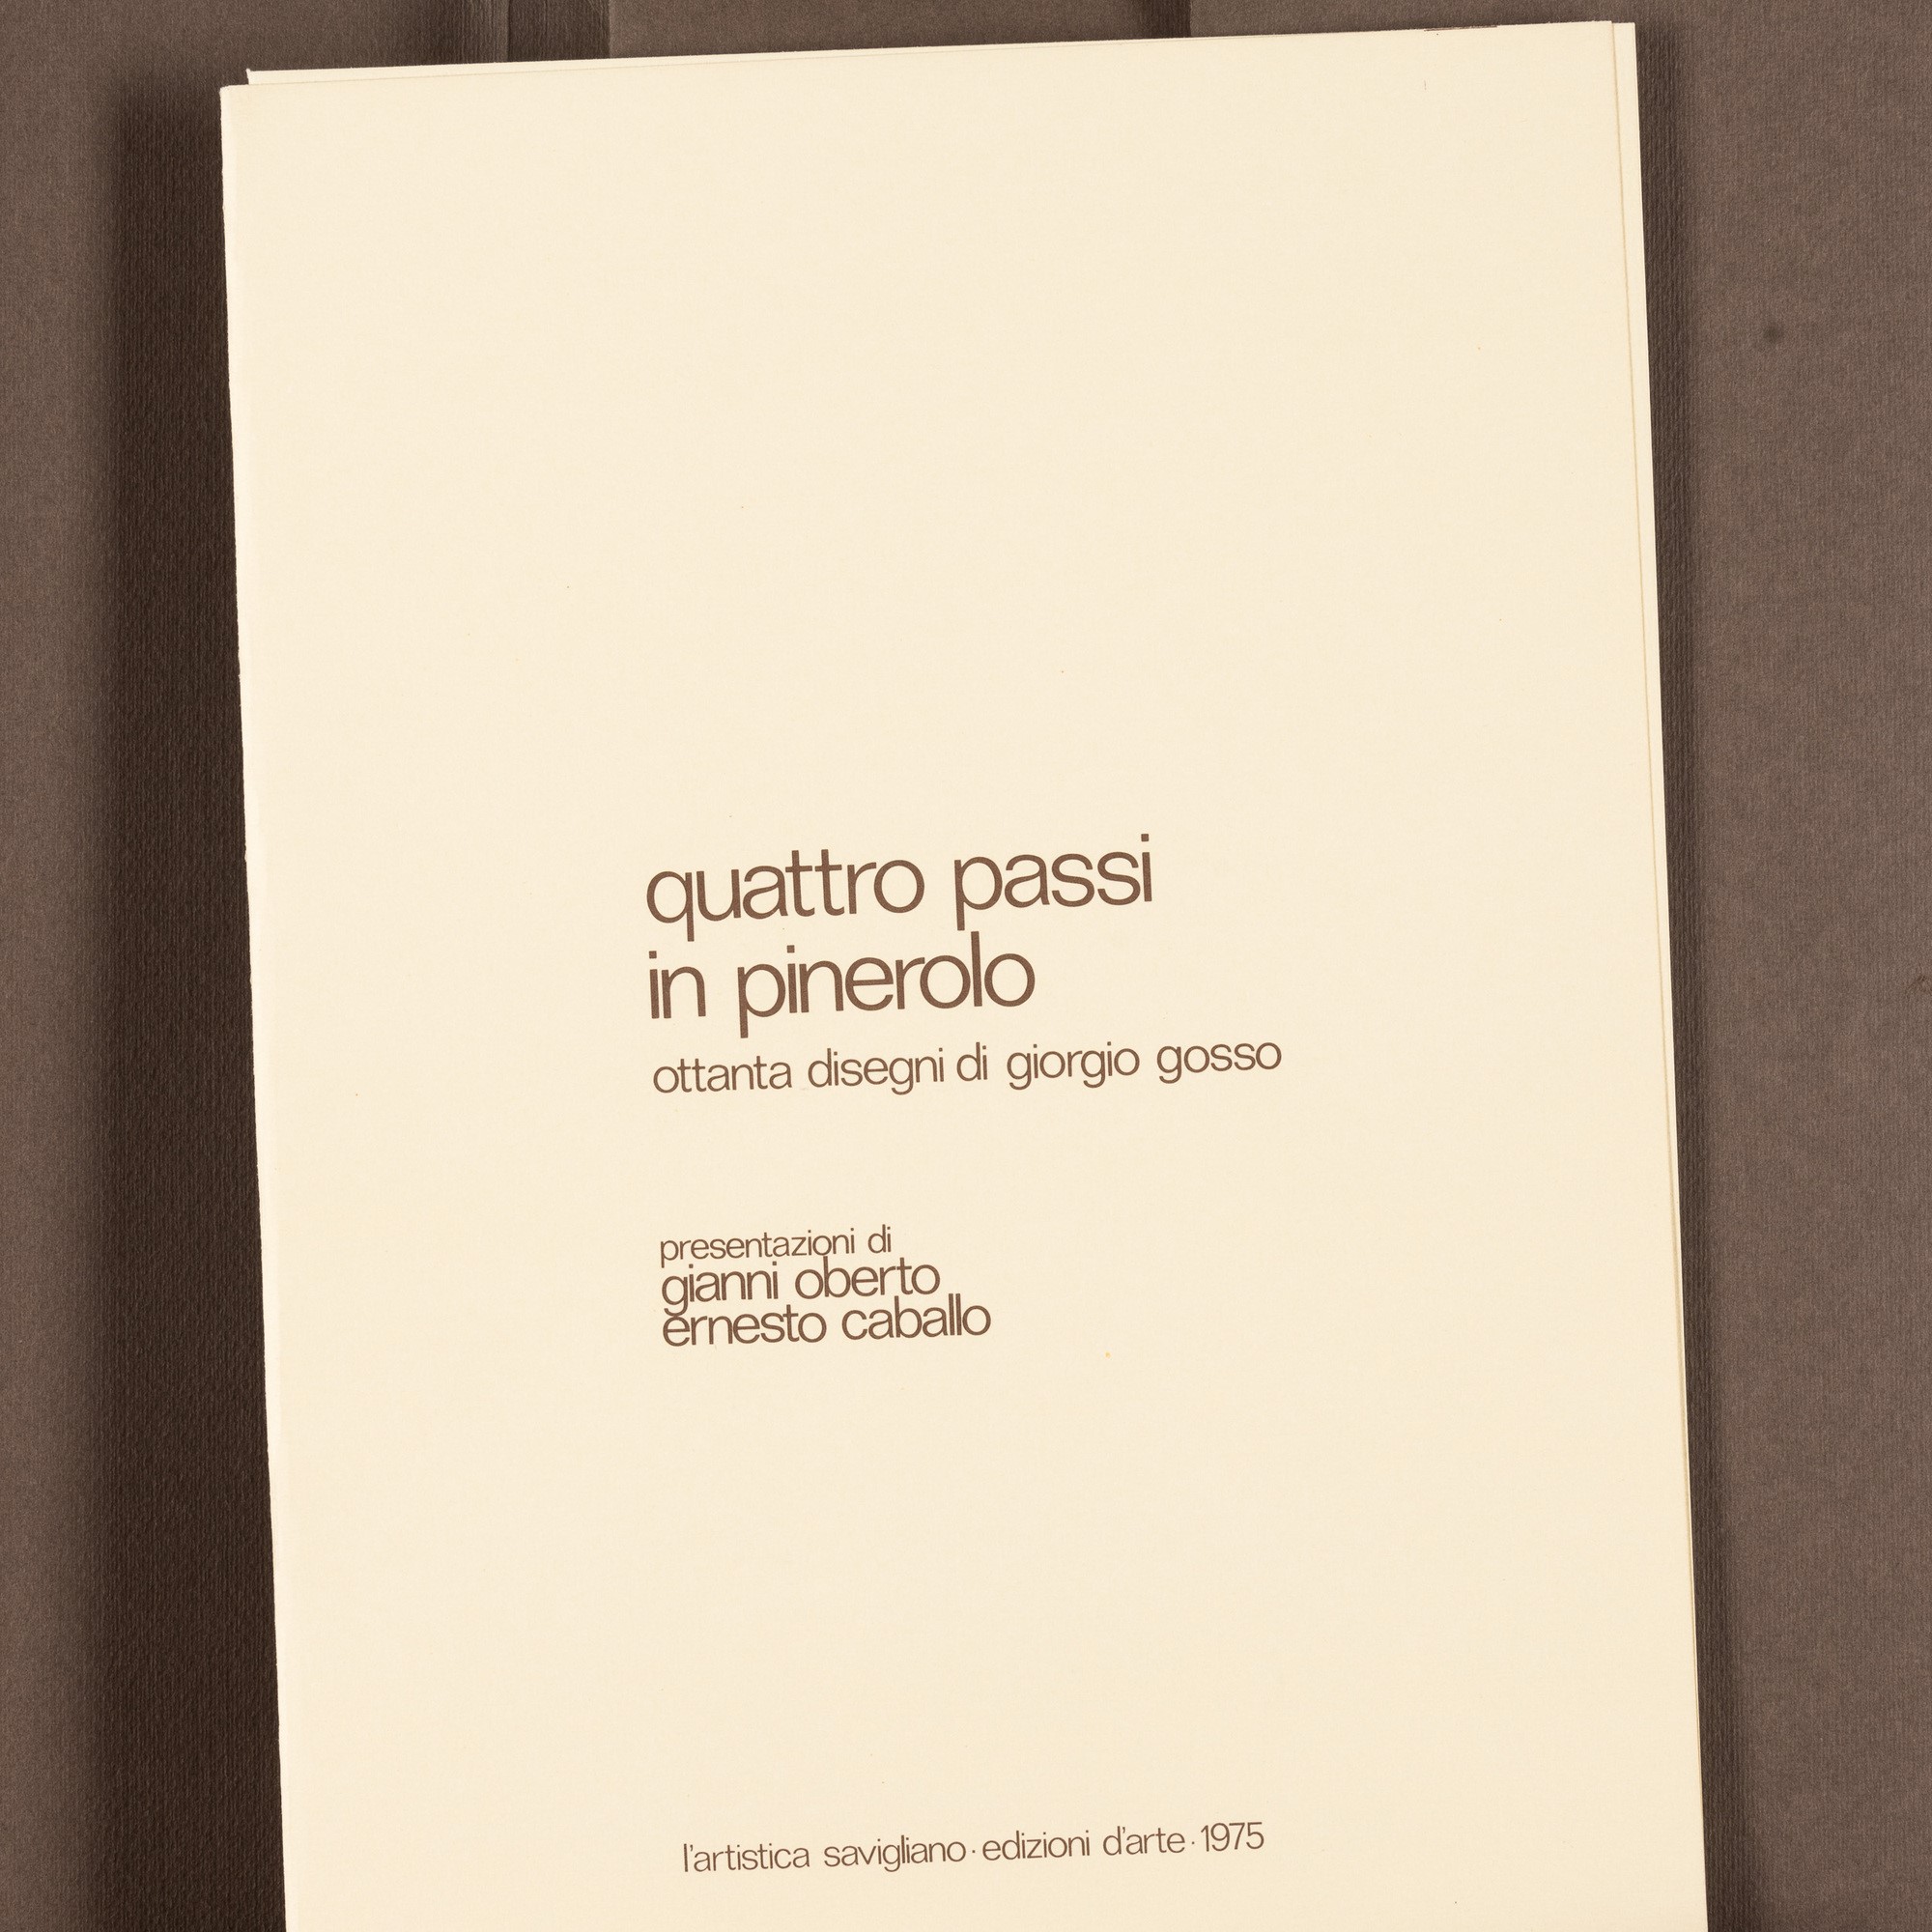 quattro passi
in pinerolo
ottanta disegni di giorgio gosso
presentazioni di
gianni oberto
ernesto caballo
l'artistica savigliano · edizioni d'arte · 1975